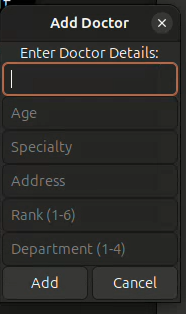 Add Doctor
Enter Doctor Details:
Age
Specialty
Address
Rank (1-6)
Department (1-4)
Add Cancel